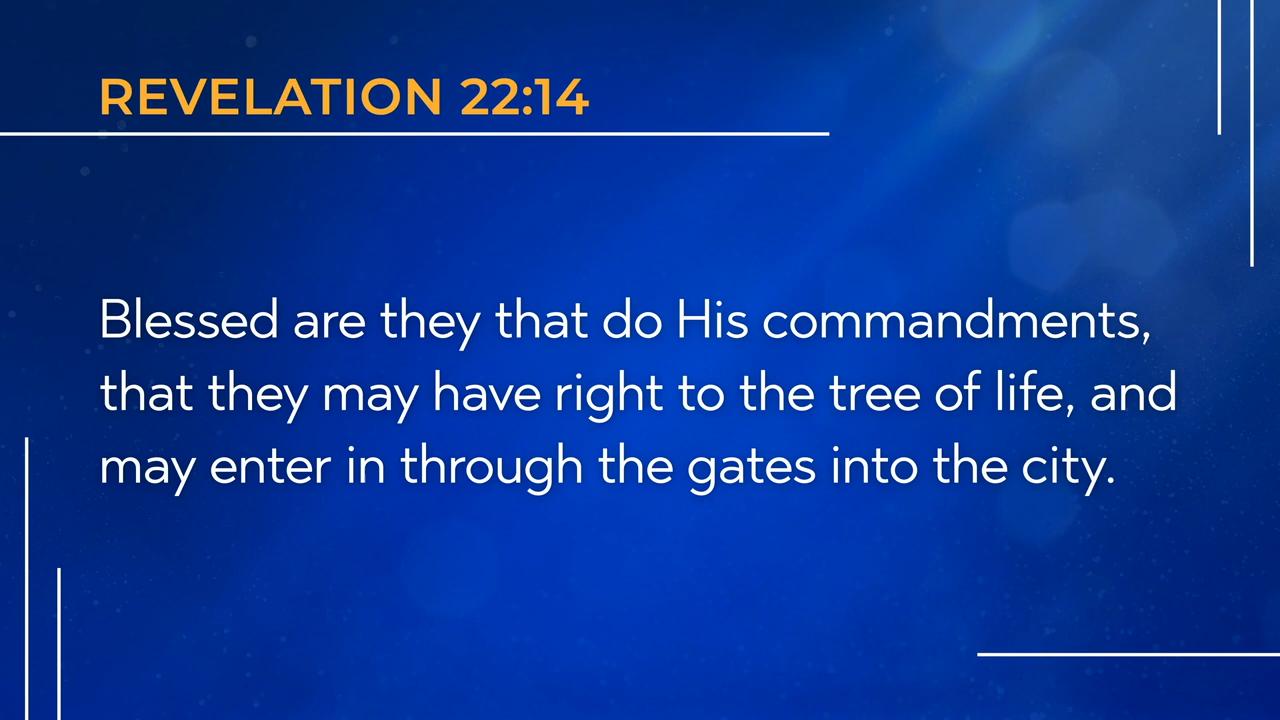 REVELATION 22:14
Blessed are they that do His commandments,
that they may have right to the tree of life, and
may enter in through the gates into the city.